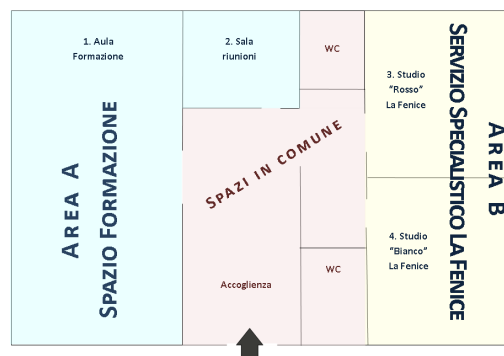 1. Aula
Formazione
2. Sala
riunioni
WC
3. Studio
“Rosso”
La Fenice
SERVIZIO SPECIALISTICO LA FENICE
AREA B
AREA A
SPAZIO FORMAZIONE
SPAZI IN COMUNE
4. Studio
“Bianco”
La Fenice
WC
Accoglienza